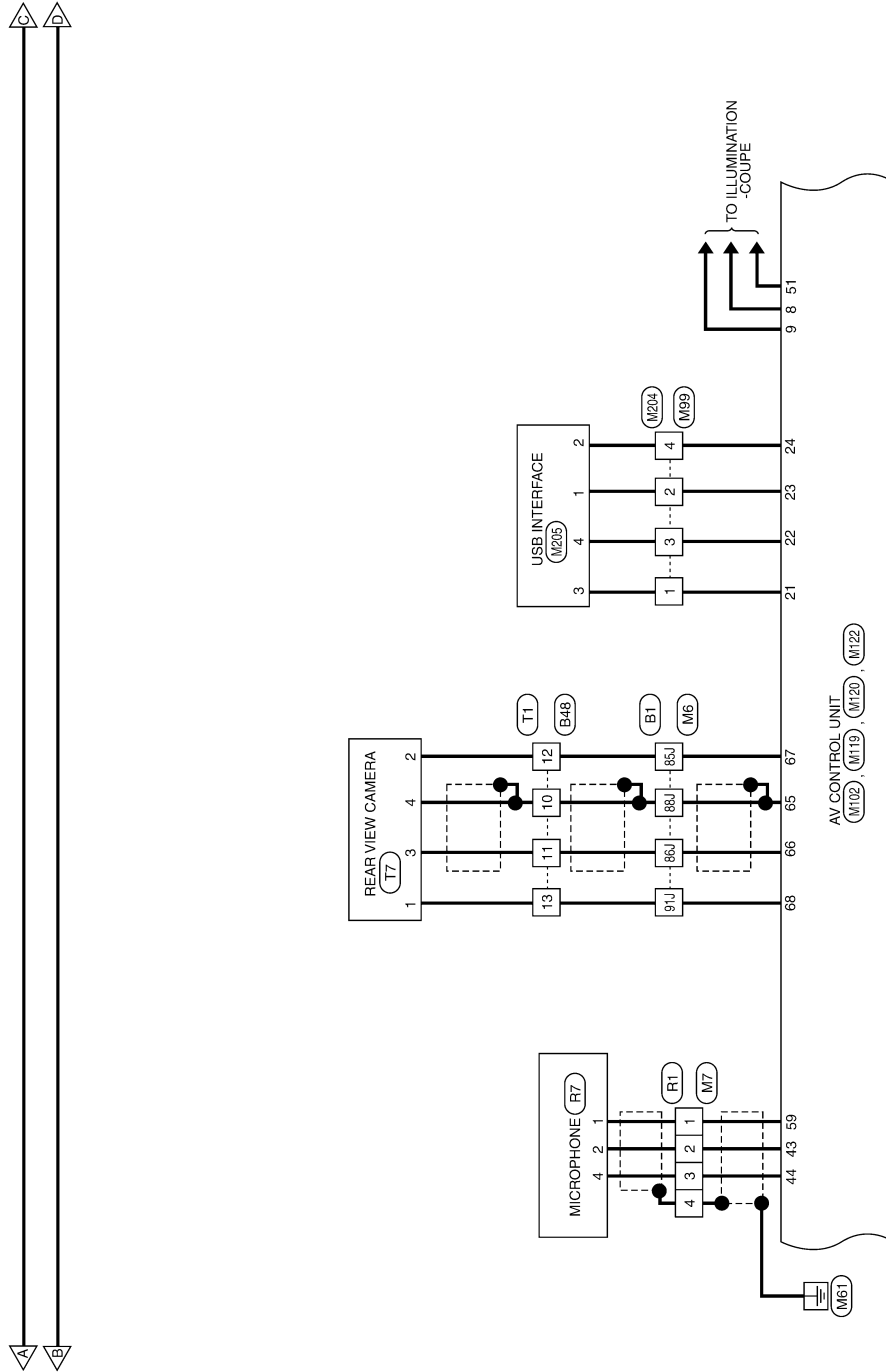 A C
B D
MICROPHONE R7
4 2 1
R1
4 3 2 1
M7
44 43 59
M61
REAR VIEW CAMERA
T7
1 3 4 2
T1
13 11 10 12
B48
B1
91J 86J 88J 85J
M6
68 66 65 67
USB INTERFACE
M205
3 4 1 2
M204
1 3 2 4
M99
21 22 23 24
TO ILLUMINATION
-COUPE
9 8 51
AV CONTROL UNIT
M102 , M119 , M120 , M122